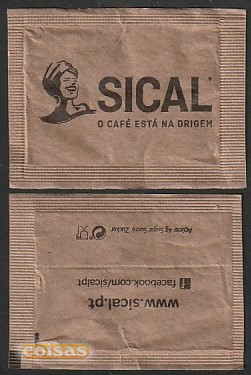 SICAL
O CAFÉ ESTÁ NA ORIGEM
www.sical.pt
facebook.com/sicalpt
Açúcar 4g Sugar Sucre Zucker
coisas